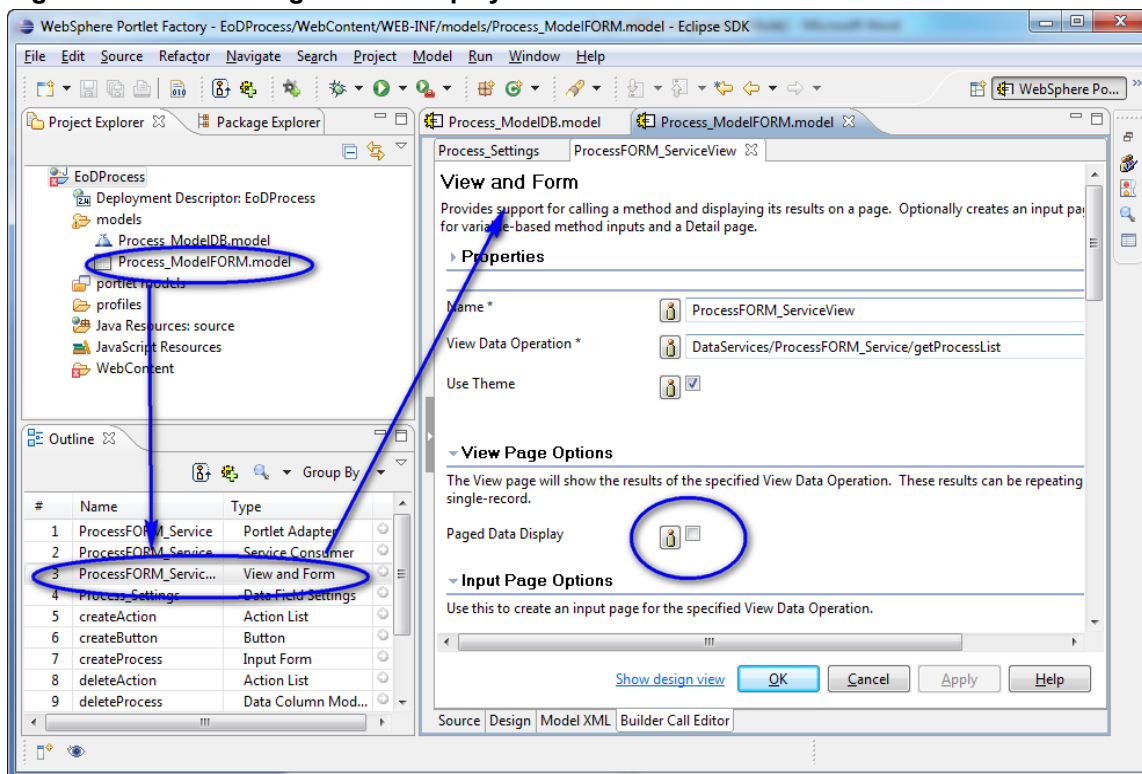 WebSphere Portlet Factory - EoDProcess/WebContent/WEB-INF/models/Process_ModelFORM.model - Eclipse SDK
File Edit Source Refactor Navigate Search Project Model Run Window Help
WebSphere Po...
Project Explorer Package Explorer
EoDProcess
Deployment Descriptor: EoDProcess
models
Process_ModelDB.model
Process_ModelFORM.model
portlet models
profiles
Java Resources: source
JavaScript Resources
WebContent
Outline
Group By
# Name Type
1 ProcessFORM_Service Portlet Adapter
2 ProcessFORM_Service Service Consumer
3 ProcessFORM_Servic... View and Form
4 Process_Settings Data Field Settings
5 createAction Action List
6 createButton Button
7 createProcess Input Form
8 deleteAction Action List
9 deleteProcess Data Column Mod...
Process_ModelDB.model Process_ModelFORM.model
Process_Settings ProcessFORM_ServiceView
View and Form
Provides support for calling a method and displaying its results on a page. Optionally creates an input pa
for variable-based method inputs and a Detail page.
Properties
Name * ProcessFORM_ServiceView
View Data Operation * DataServices/ProcessFORM_Service/getProcessList
Use Theme
View Page Options
The View page will show the results of the specified View Data Operation. These results can be repeating
single-record.
Paged Data Display
Input Page Options
Use this to create an input page for the specified View Data Operation.
Show design view OK Cancel Apply Help
Source Design Model XML Builder Call Editor